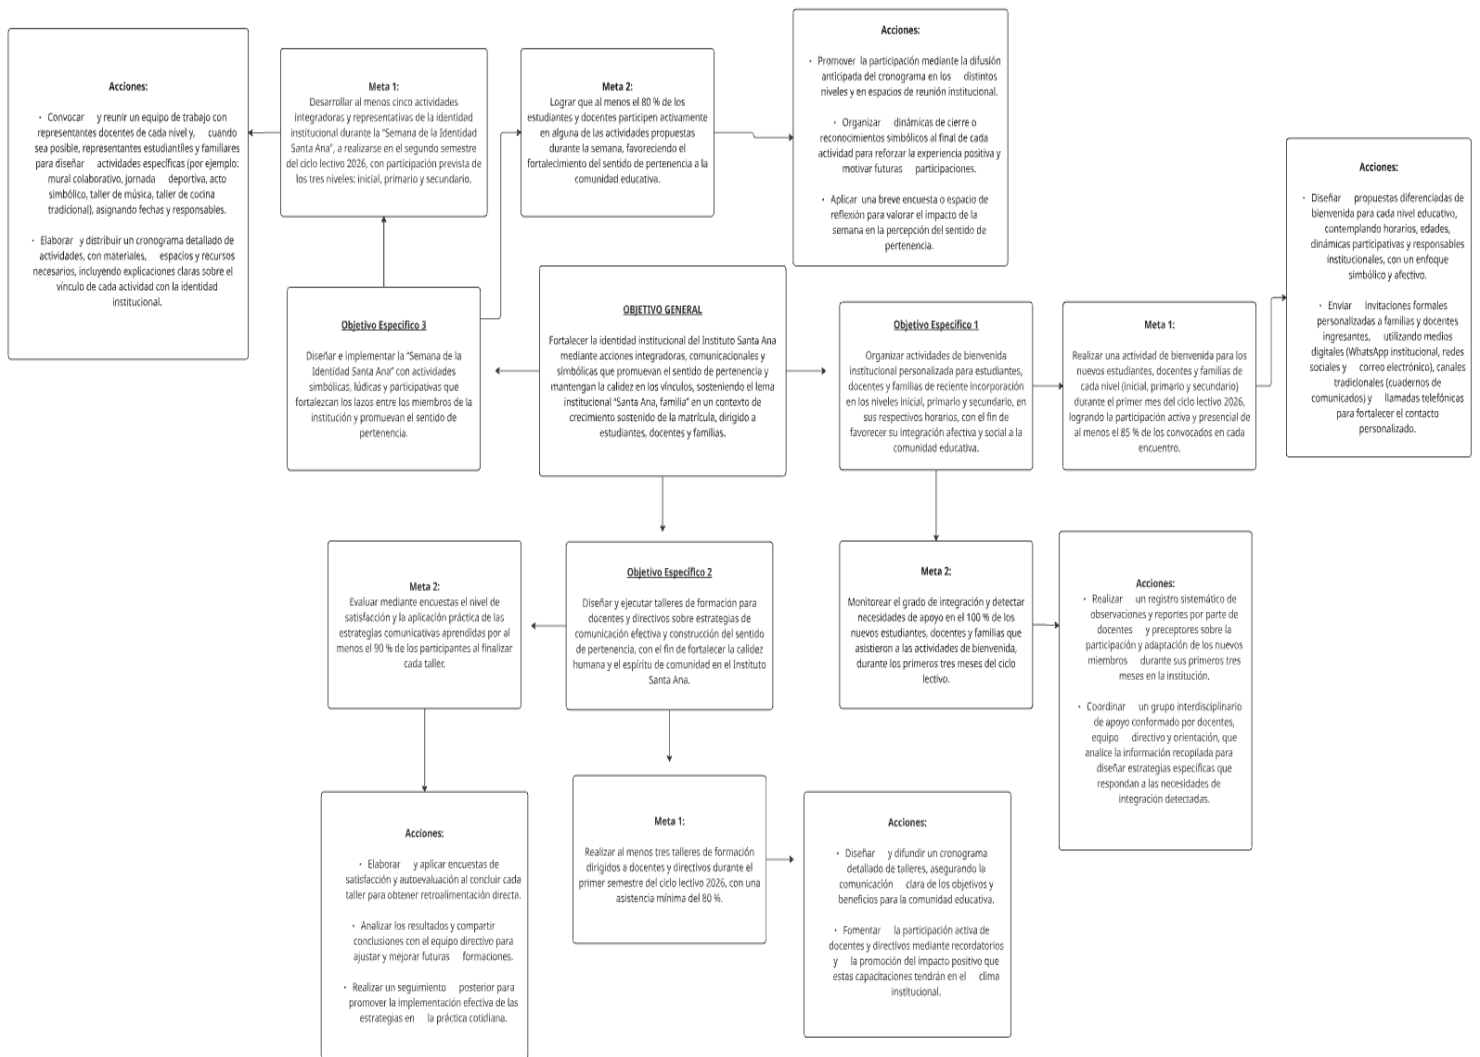 Acciones:
• Convocar y reunir un equipo de trabajo con
representantes docentes de cada nivel y, cuando
sea posible, representantes estudiantiles y familiares
para diseñar actividades específicas (por ejemplo:
mural colaborativo, jornada deportiva, acto
simbólico, taller de música, taller de cocina
tradicional), asignando fechas y responsables.
• Elaborar y distribuir un cronograma detallado de
actividades, con materiales, espacios y recursos
necesarios, incluyendo explicaciones claras sobre el
vínculo de cada actividad con la identidad
institucional.
Meta 1:
Desarrollar al menos cinco actividades
integradoras y representativas de la identidad
institucional durante la “Semana de la Identidad
Santa Ana”, a realizarse en el segundo semestre
del ciclo lectivo 2026, con participación prevista de
los tres niveles: inicial, primario y secundario.
Meta 2:
Lograr que al menos el 80 % de los
estudiantes y docentes participen activamente
en alguna de las actividades propuestas
durante la semana, favoreciendo el
fortalecimiento del sentido de pertenencia a la
comunidad educativa.
Acciones:
• Promover la participación mediante la difusión
anticipada del cronograma en los distintos
niveles y en espacios de reunión institucional.
• Organizar dinámicas de cierre o
reconocimientos simbólicos al final de cada
actividad para reforzar la experiencia positiva y
motivar futuras participaciones.
• Aplicar una breve encuesta o espacio de
reflexión para valorar el impacto de la
semana en la percepción del sentido de
pertenencia.
Objetivo Específico 3
Diseñar e implementar la “Semana de la
Identidad Santa Ana” con actividades
simbólicas, lúdicas y participativas que
fortalezcan los lazos entre los miembros de la
institución y promuevan el sentido de
pertenencia.
OBJETIVO GENERAL
Fortalecer la identidad institucional del Instituto Santa Ana
mediante acciones integradoras, comunicacionales y
simbólicas que promuevan el sentido de pertenencia y
mantengan la calidez en los vínculos, sosteniendo el lema
institucional “Santa Ana, familia” en un contexto de
crecimiento sostenido de la matrícula, dirigido a
estudiantes, docentes y familias.
Objetivo Específico 1
Organizar actividades de bienvenida
institucional personalizada para estudiantes,
docentes y familias de reciente incorporación
en los niveles inicial, primario y secundario, en
sus respectivos horarios, con el fin de
favorecer su integración afectiva y social a la
comunidad educativa.
Meta 1:
Realizar una actividad de bienvenida para los
nuevos estudiantes, docentes y familias de
cada nivel (inicial, primario y secundario)
durante el primer mes del ciclo lectivo 2026,
logrando la participación activa y presencial de
al menos el 85 % de los convocados en cada
encuentro.
Acciones:
• Diseñar propuestas diferenciadas de
bienvenida para cada nivel educativo,
contemplando horarios, edades,
dinámicas participativas y responsables
institucionales, con un enfoque
simbólico y afectivo.
• Enviar invitaciones formales
personalizadas a familias y docentes
ingresantes, utilizando medios
digitales (WhatsApp institucional, redes
sociales y correo electrónico), canales
tradicionales (cuadernos de
comunicados) y llamadas telefónicas
para fortalecer el contacto
personalizado.
Meta 2:
Evaluar mediante encuestas el nivel de
satisfacción y la aplicación práctica de las
estrategias comunicativas aprendidas por al
menos el 90 % de los participantes al finalizar
cada taller.
Objetivo Específico 2
Diseñar y ejecutar talleres de formación para
docentes y directivos sobre estrategias de
comunicación efectiva y construcción del sentido
de pertenencia, con el fin de fortalecer la calidez
humana y el espíritu de comunidad en el Instituto
Santa Ana.
Meta 2:
Monitorear el grado de integración y detectar
necesidades de apoyo en el 100 % de los
nuevos estudiantes, docentes y familias que
asistieron a las actividades de bienvenida,
durante los primeros tres meses del ciclo
lectivo.
Acciones:
• Realizar un registro sistemático de
observaciones y reportes por parte de
docentes y preceptores sobre la
participación y adaptación de los nuevos
miembros durante sus primeros tres
meses en la institución.
• Coordinar un grupo interdisciplinario
de apoyo conformado por docentes,
equipo directivo y orientación, que
analice la información recopilada para
diseñar estrategias específicas que
respondan a las necesidades de
integración detectadas.
Acciones:
• Elaborar y aplicar encuestas de
satisfacción y autoevaluación al concluir cada
taller para obtener retroalimentación directa.
• Analizar los resultados y compartir
conclusiones con el equipo directivo para
ajustar y mejorar futuras formaciones.
• Realizar un seguimiento posterior para
promover la implementación efectiva de las
estrategias en la práctica cotidiana.
Meta 1:
Realizar al menos tres talleres de formación
dirigidos a docentes y directivos durante el
primer semestre del ciclo lectivo 2026, con una
asistencia mínima del 80 %.
Acciones:
• Diseñar y difundir un cronograma
detallado de talleres, asegurando la
comunicación clara de los objetivos y
beneficios para la comunidad educativa.
• Fomentar la participación activa de
docentes y directivos mediante recordatorios
y la promoción del impacto positivo que
estas capacitaciones tendrán en el clima
institucional.